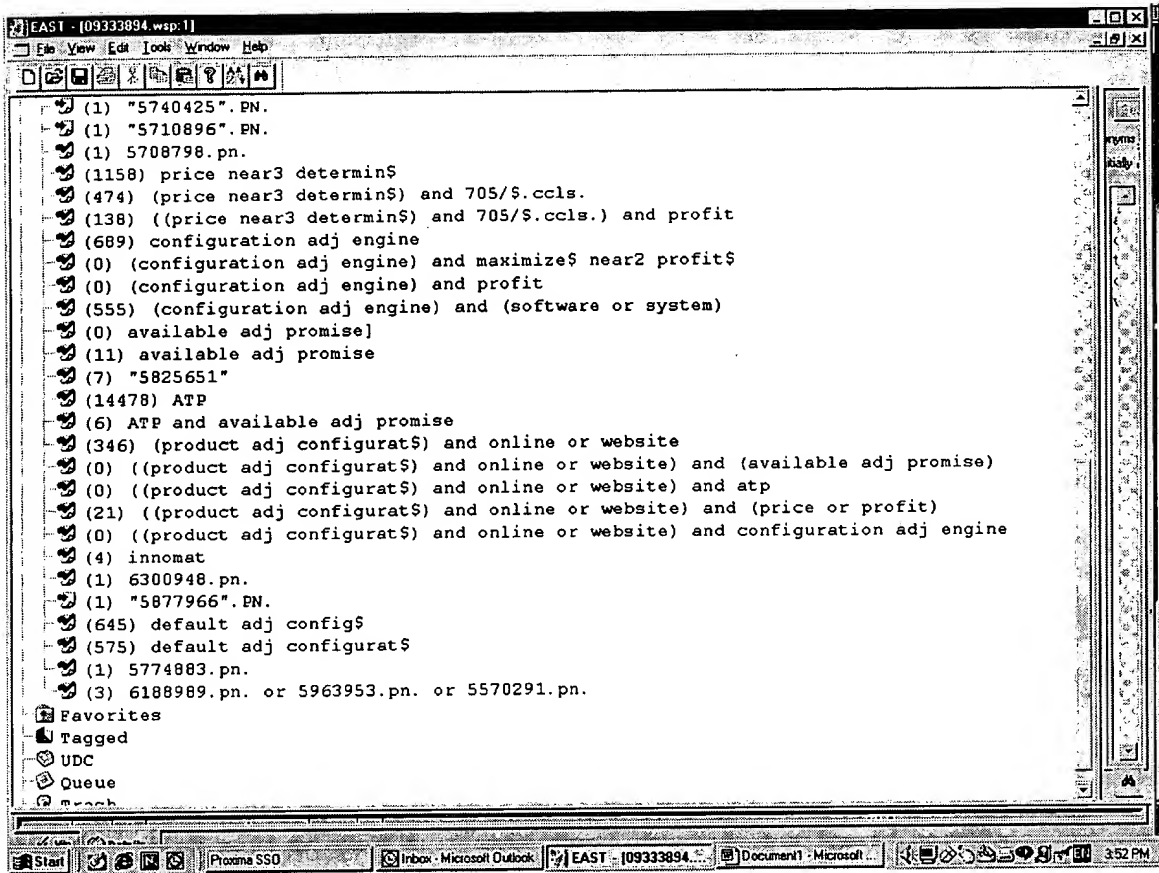 EAST - [09333894.wsp:1]
File View Edit Tools Window Help
(1) "5740425".PN.
(1) "5710896".PN.
(1) 5708798.pn.
(1158) price near3 determin$
(474) (price near3 determin$) and 705/$.ccls.
(138) ((price near3 determin$) and 705/$.ccls.) and profit
(689) configuration adj engine
(0) (configuration adj engine) and maximize$ near2 profit$
(0) (configuration adj engine) and profit
(555) (configuration adj engine) and (software or system)
(0) available adj promise]
(11) available adj promise
(7) "5825651"
(14478) ATP
(6) ATP and available adj promise
(346) (product adj configurat$) and online or website
(0) ((product adj configurat$) and online or website) and (available adj promise)
(0) ((product adj configurat$) and online or website) and atp
(21) ((product adj configurat$) and online or website) and (price or profit)
(0) ((product adj configurat$) and online or website) and configuration adj engine
(4) innomat
(1) 6300948.pn.
(1) "5877966".PN.
(645) default adj config$
(575) default adj configurat$
(1) 5774883.pn.
(3) 6188989.pn. or 5963953.pn. or 5570291.pn.
Favorites
Tagged
UDC
Queue
Start Proxima SSO Inbox - Microsoft Outlook EAST - [09333894.... Document1 - Microsoft ... 3:52 PM